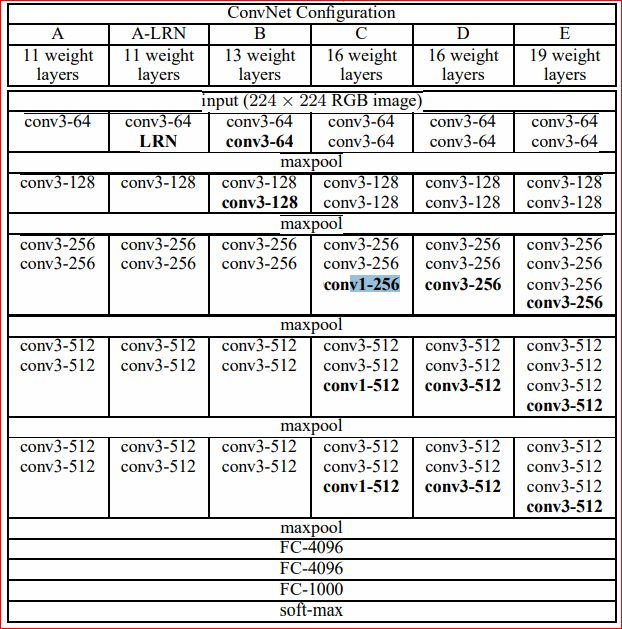 ConvNet Configuration
A A-LRN B C D E
11 weight 11 weight 13 weight 16 weight 16 weight 19 weight
layers layers layers layers layers layers
input (224 × 224 RGB image)
conv3-64 conv3-64 conv3-64 conv3-64 conv3-64 conv3-64
LRN conv3-64 conv3-64 conv3-64 conv3-64
maxpool
conv3-128 conv3-128 conv3-128 conv3-128 conv3-128 conv3-128
conv3-128 conv3-128 conv3-128 conv3-128
maxpool
conv3-256 conv3-256 conv3-256 conv3-256 conv3-256 conv3-256
conv3-256 conv3-256 conv3-256 conv3-256 conv3-256 conv3-256
conv1-256 conv3-256 conv3-256
conv3-256
maxpool
conv3-512 conv3-512 conv3-512 conv3-512 conv3-512 conv3-512
conv3-512 conv3-512 conv3-512 conv3-512 conv3-512 conv3-512
conv1-512 conv3-512 conv3-512
conv3-512
maxpool
conv3-512 conv3-512 conv3-512 conv3-512 conv3-512 conv3-512
conv3-512 conv3-512 conv3-512 conv3-512 conv3-512 conv3-512
conv1-512 conv3-512 conv3-512
conv3-512
maxpool
FC-4096
FC-4096
FC-1000
soft-max